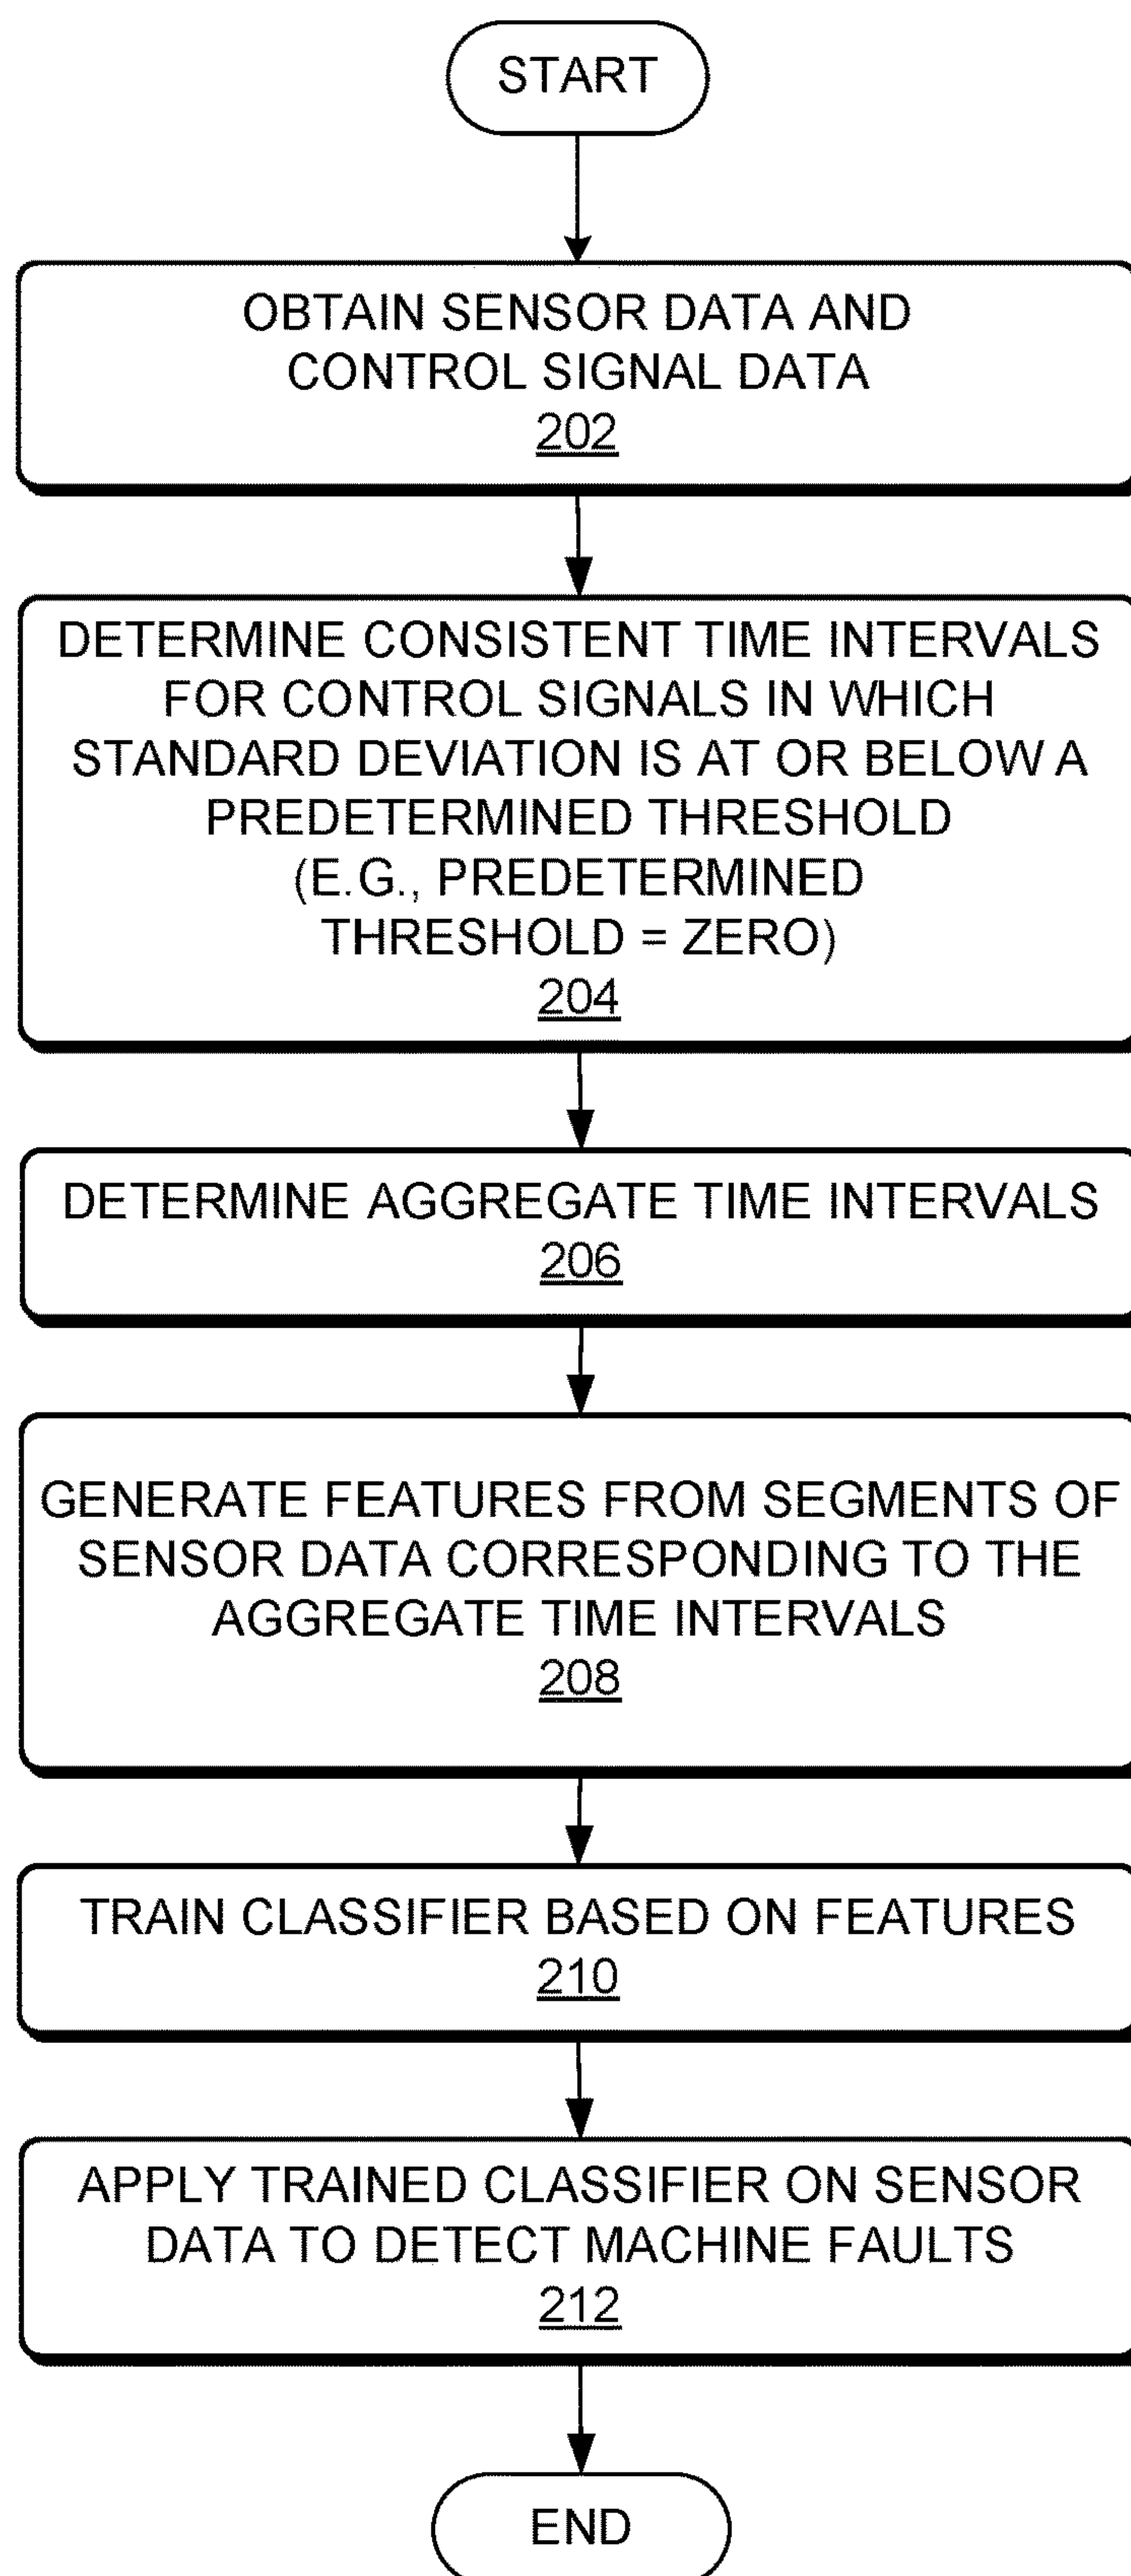 START
OBTAIN SENSOR DATA AND
CONTROL SIGNAL DATA
202
DETERMINE CONSISTENT TIME INTERVALS
FOR CONTROL SIGNALS IN WHICH
STANDARD DEVIATION IS AT OR BELOW A
PREDETERMINED THRESHOLD
(E.G., PREDETERMINED
THRESHOLD = ZERO)
204
DETERMINE AGGREGATE TIME INTERVALS
206
GENERATE FEATURES FROM SEGMENTS OF
SENSOR DATA CORRESPONDING TO THE
AGGREGATE TIME INTERVALS
208
TRAIN CLASSIFIER BASED ON FEATURES
210
APPLY TRAINED CLASSIFIER ON SENSOR
DATA TO DETECT MACHINE FAULTS
212
END